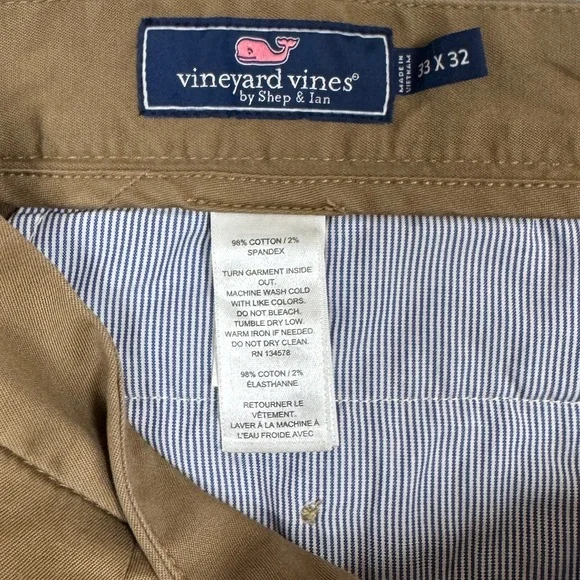 vineyard vines®
by Shep & Ian
MADE IN
VIETNAM
33 X 32
98% COTTON / 2%
SPANDEX
TURN GARMENT INSIDE
OUT.
MACHINE WASH COLD
WITH LIKE COLORS.
DO NOT BLEACH.
TUMBLE DRY LOW.
WARM IRON IF NEEDED.
DO NOT DRY CLEAN.
RN 134578
98% COTTON / 2%
ÉLASTHANNE
RETOURNER LE
VÊTEMENT.
LAVER À LA MACHINE À
L'EAU FROIDE AVEC